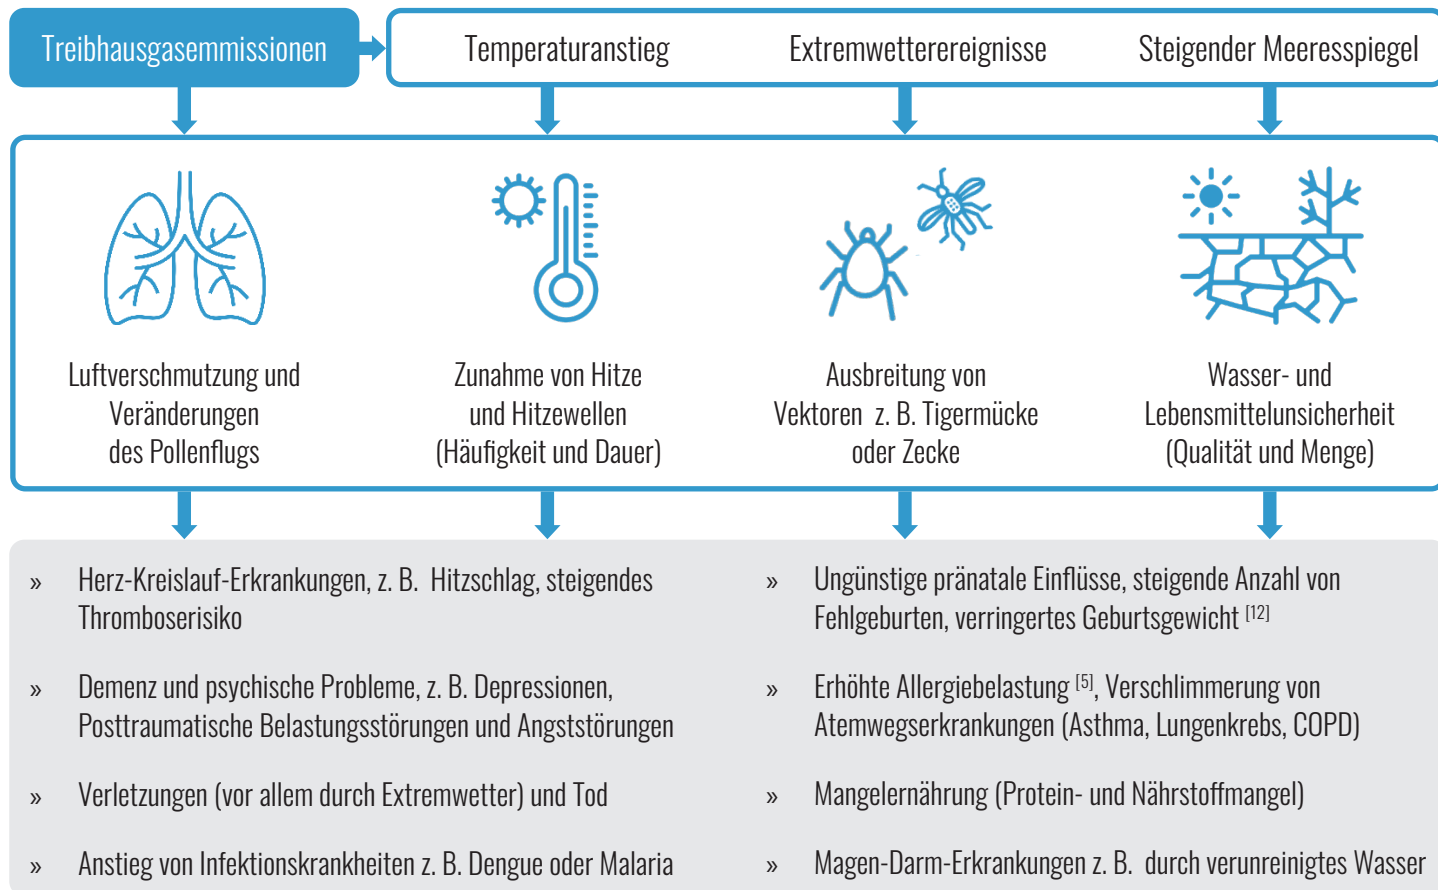 Treibhausgasemmissionen
Temperaturanstieg
Extremwetterereignisse
Steigender Meeresspiegel
Luftverschmutzung und
Veränderungen
des Pollenflugs
Zunahme von Hitze
und Hitzewellen
(Häufigkeit und Dauer)
Ausbreitung von
Vektoren z. B. Tigermücke
oder Zecke
Wasser- und
Lebensmittelunsicherheit
(Qualität und Menge)
» Herz-Kreislauf-Erkrankungen, z. B. Hitzschlag, steigendes
Thromboserisiko
» Demenz und psychische Probleme, z. B. Depressionen,
Posttraumatische Belastungsstörungen und Angststörungen
» Verletzungen (vor allem durch Extremwetter) und Tod
» Anstieg von Infektionskrankheiten z. B. Dengue oder Malaria
» Ungünstige pränatale Einflüsse, steigende Anzahl von
Fehlgeburten, verringertes Geburtsgewicht [12]
» Erhöhte Allergiebelastung [5], Verschlimmerung von
Atemwegserkrankungen (Asthma, Lungenkrebs, COPD)
» Mangelernährung (Protein- und Nährstoffmangel)
» Magen-Darm-Erkrankungen z. B. durch verunreinigtes Wasser